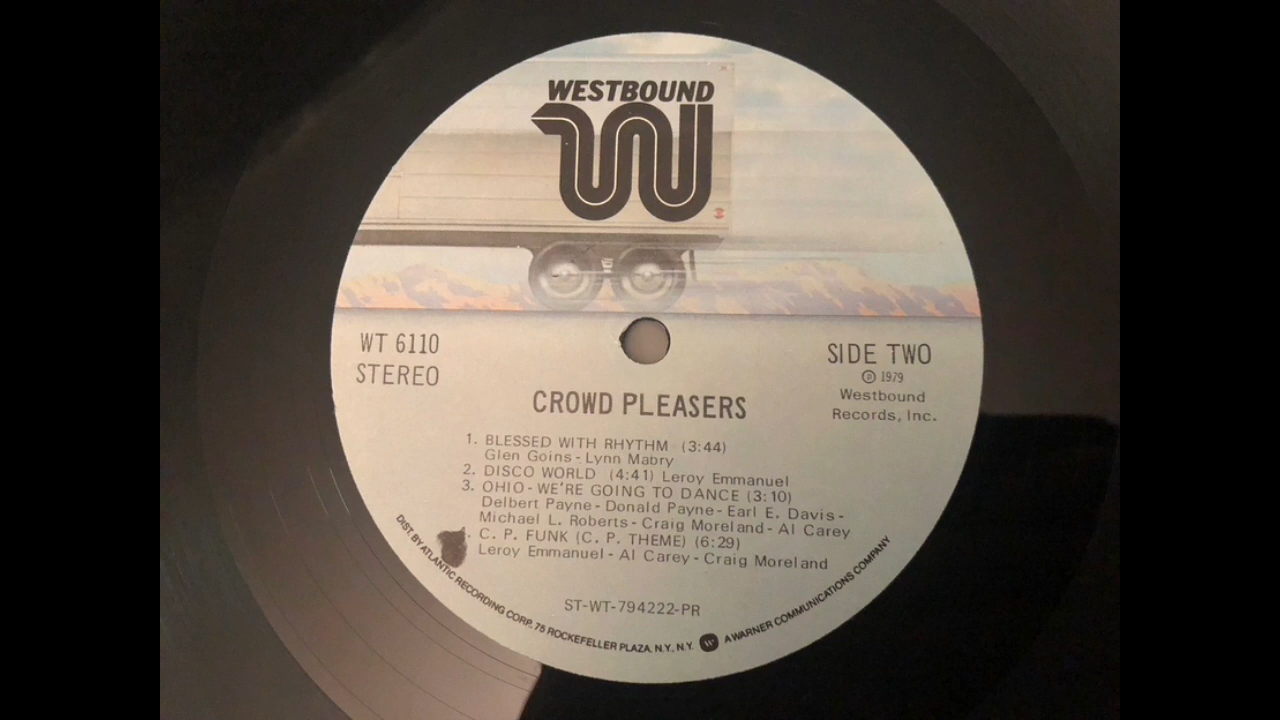 WESTBOUND
WT 6110
STEREO
SIDE TWO
Ⓟ 1979
Westbound
Records, Inc.
CROWD PLEASERS
1. BLESSED WITH RHYTHM (3:44)
Glen Goins - Lynn Mabry
2. DISCO WORLD (4:41) Leroy Emmanuel
3. OHIO - WE'RE GOING TO DANCE (3:10)
Delbert Payne - Donald Payne - Earl E. Davis -
Michael L. Roberts - Craig Moreland - Al Carey
C. P. FUNK (C. P. THEME) (6:29)
Leroy Emmanuel - Al Carey - Craig Moreland
ST-WT-794222-PR
DIST. BY ATLANTIC RECORDING CORP. 75 ROCKEFELLER PLAZA, N.Y., N.Y. A WARNER COMMUNICATIONS COMPANY